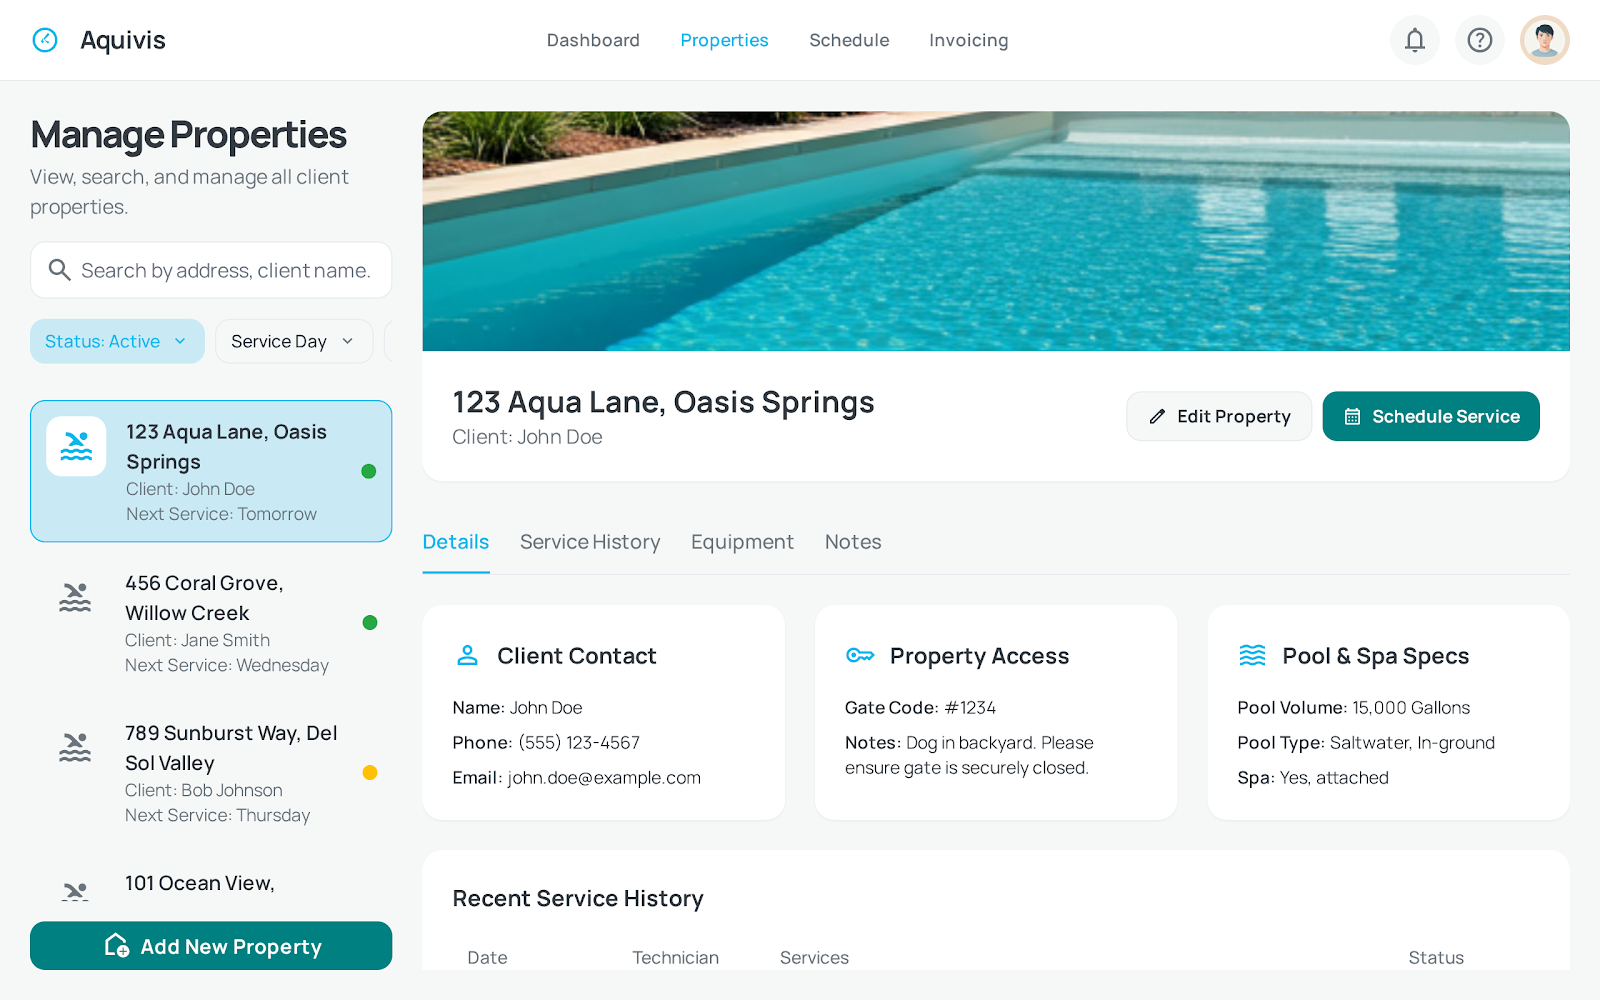 Aquivis
Dashboard
Properties
Schedule
Invoicing
Manage Properties
View, search, and manage all client
properties.
Search by address, client name.
Status: Active
Service Day
123 Aqua Lane, Oasis
Springs
Client: John Doe
Next Service: Tomorrow
456 Coral Grove,
Willow Creek
Client: Jane Smith
Next Service: Wednesday
789 Sunburst Way, Del
Sol Valley
Client: Bob Johnson
Next Service: Thursday
101 Ocean View,
Add New Property
123 Aqua Lane, Oasis Springs
Client: John Doe
Edit Property
Schedule Service
Details
Service History
Equipment
Notes
Client Contact
Name: John Doe
Phone: (555) 123-4567
Email: john.doe@example.com
Property Access
Gate Code: #1234
Notes: Dog in backyard. Please
ensure gate is securely closed.
Pool & Spa Specs
Pool Volume: 15,000 Gallons
Pool Type: Saltwater, In-ground
Spa: Yes, attached
Recent Service History
Date
Technician
Services
Status